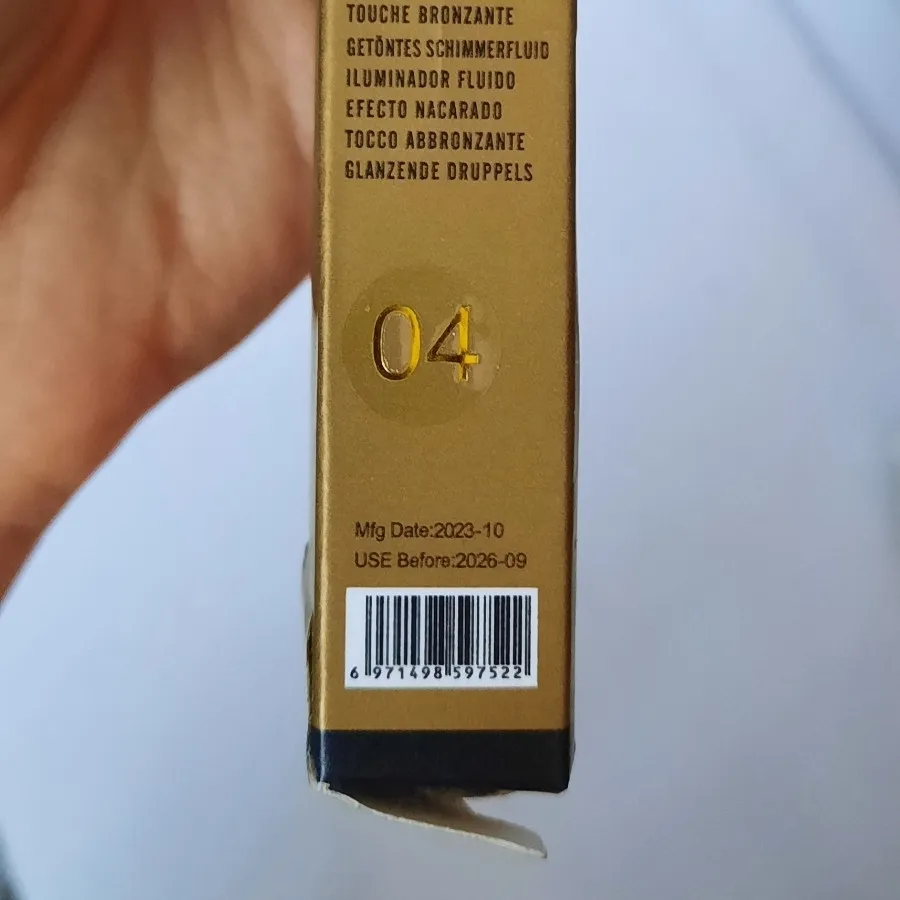 TOUCHE BRONZANTE
GETÖNTES SCHIMMERFLUID
ILUMINADOR FLUIDO
EFECTO NACARADO
TOCCO ABBRONZANTE
GLANZENDE DRUPPELS
04
Mfg Date:2023-10
USE Before:2026-09
6 971498 597522